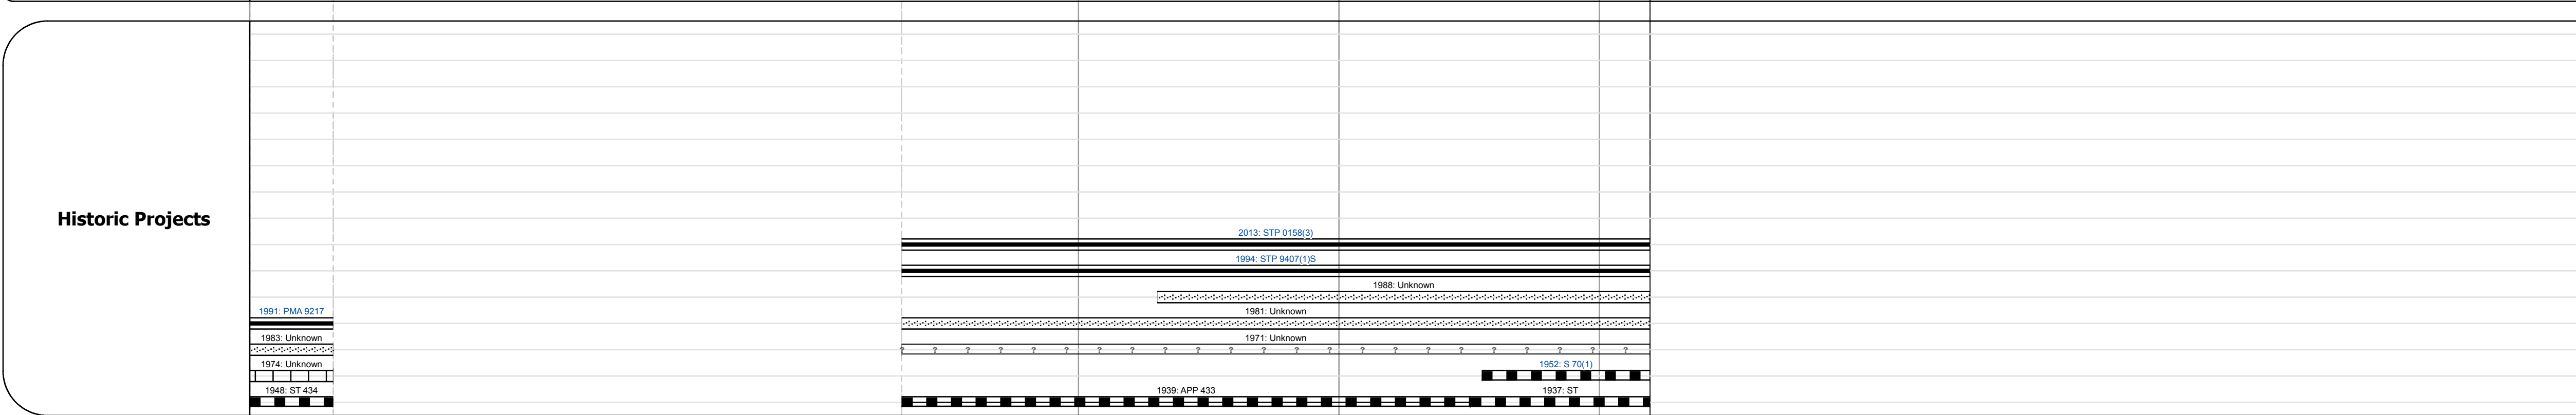 Historic Projects
2013: STP 0158(3)
1994: STP 9407(1)S
1988: Unknown
1991: PMA 9217
1981: Unknown
1983: Unknown
1971: Unknown
? ? ? ? ? ? ? ? ? ? ? ? ? ? ? ? ? ? ? ? ? ? ?
1974: Unknown
1952: S 70(1)
1948: ST 434
1939: APP 433
1937: ST